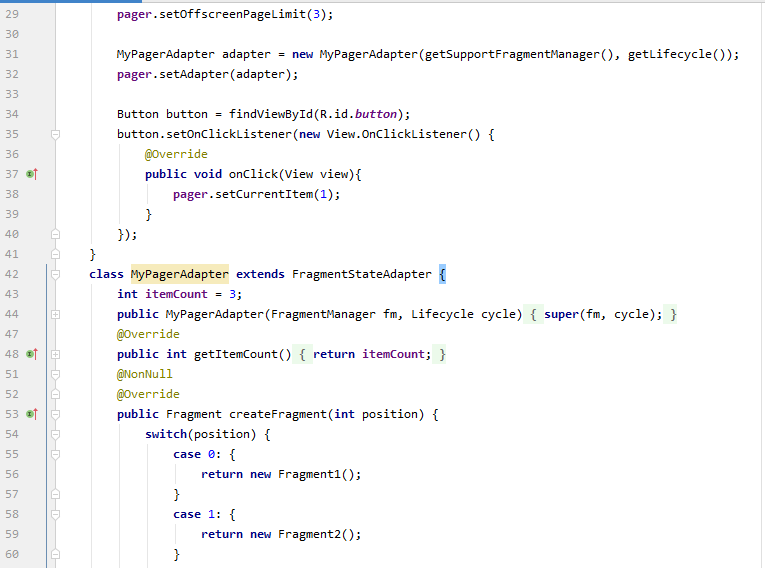 29 pager.setOffscreenPageLimit(3);
30
31 MyPagerAdapter adapter = new MyPagerAdapter(getSupportFragmentManager(), getLifecycle());
32 pager.setAdapter(adapter);
33
34 Button button = findViewById(R.id.button);
35 button.setOnClickListener(new View.OnClickListener() {
36 @Override
37 public void onClick(View view){
38 pager.setCurrentItem(1);
39 }
40 });
41 }
42 class MyPagerAdapter extends FragmentStateAdapter {
43 int itemCount = 3;
44 public MyPagerAdapter(FragmentManager fm, Lifecycle cycle) { super(fm, cycle); }
47 @Override
48 public int getItemCount() { return itemCount; }
51 @NonNull
52 @Override
53 public Fragment createFragment(int position) {
54 switch(position) {
55 case 0: {
56 return new Fragment1();
57 }
58 case 1: {
59 return new Fragment2();
60 }